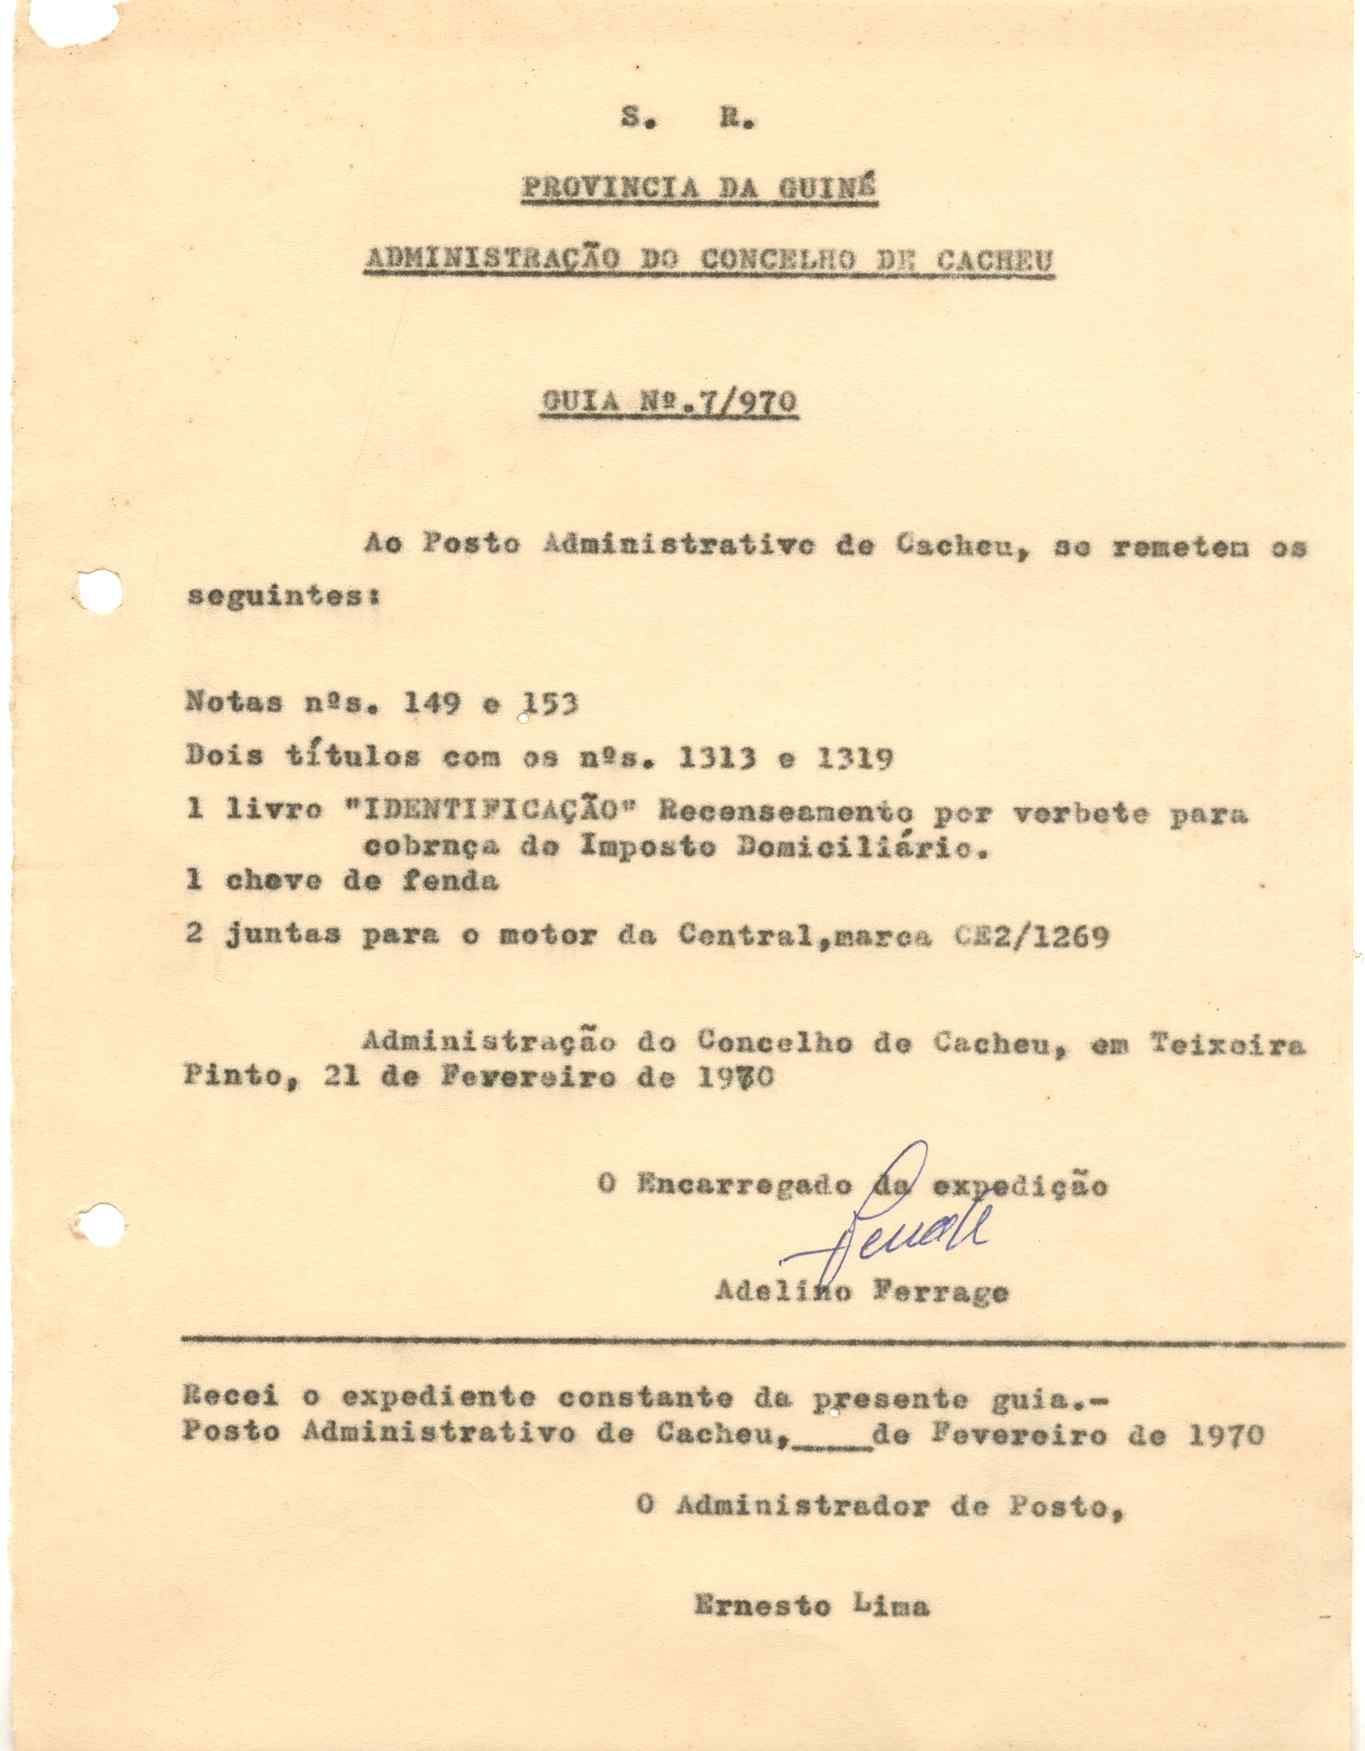 S. R.
PROVINCIA DA GUINÉ
ADMINISTRAÇÃO DO CONCELHO DE CACHEU
GUIA Nº.7/970
Ao Posto Administrativo de Cacheu, se remetem os
seguintes:
Notas nºs. 149 e 153
Dois títulos com os nºs. 1313 e 1319
1 livro "IDENTIFICAÇÃO" Recenseamento por verbete para
cobrnça do Imposto Domiciliário.
1 chave de fenda
2 juntas para o motor da Central,marca CE2/1269
Administração do Concelho de Cacheu, em Teixeira
Pinto, 21 de Fevereiro de 1970
O Encarregado da expedição
Adelino Ferrage
Recei o expediente constante da presente guia.-
Posto Administrativo de Cacheu,____de Fevereiro de 1970
O Administrador de Posto,
Ernesto Lima